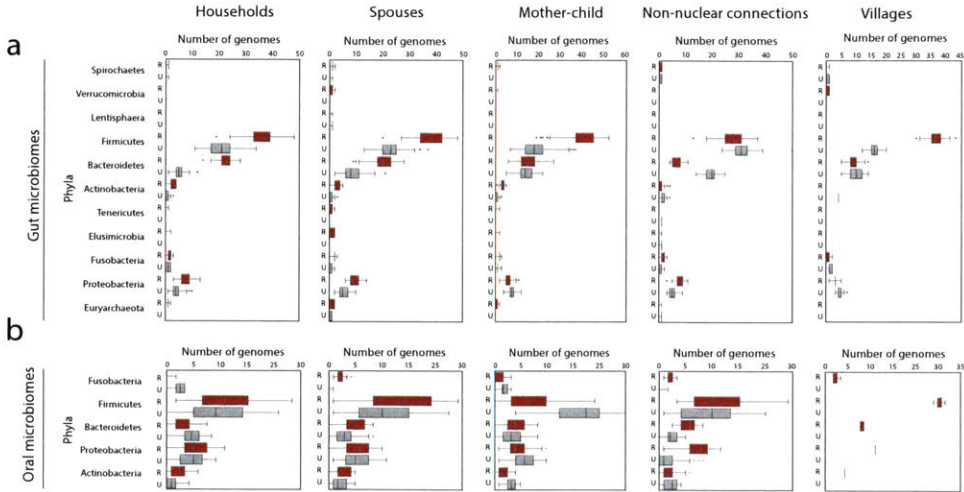 Households Spouses Mother-child Non-nuclear connections Villages
a
Number of genomes Number of genomes Number of genomes Number of genomes Number of genomes
0 10 20 30 40 50 0 10 20 30 40 50 0 10 20 30 40 50 60 0 10 20 30 40 50 0 5 10 15 20 25 30 35 40 45
Gut microbiomes
Phyla
Spirochaetes R R R R R
U U U U U
Verrucomicrobia R R R R R
U U U U U
Lentisphaera R R R R R
U U U U U
Firmicutes R R R R R
U U U U U
Bacteroidetes R R R R R
U U U U U
Actinobacteria R R R R R
U U U U U
Tenericutes R R R R R
U U U U U
Elusimicrobia R R R R R
U U U U U
Fusobacteria R R R R R
U U U U U
Proteobacteria R R R R R
U U U U U
Euryarchaeota R R R R R
U U U U U
b
Number of genomes Number of genomes Number of genomes Number of genomes Number of genomes
0 5 10 15 20 25 30 0 5 10 15 20 25 30 0 5 10 15 20 25 30 0 5 10 15 20 25 30 0 5 10 15 20 25 30 35
Oral microbiomes
Phyla
Fusobacteria R R R R R
U U U U U
Firmicutes R R R R R
U U U U U
Bacteroidetes R R R R R
U U U U U
Proteobacteria R R R R R
U U U U U
Actinobacteria R R R R R
U U U U U